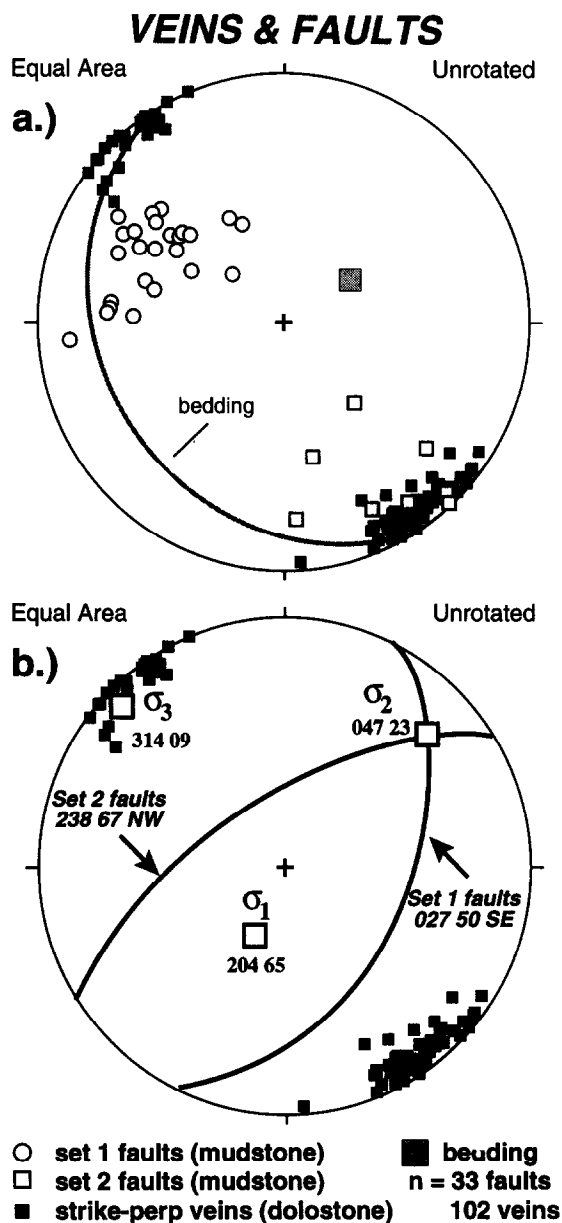 VEINS & FAULTS
Equal Area Unrotated
a.)
bedding
Equal Area Unrotated
b.)
σ3
314 09
σ2
047 23
Set 2 faults
238 67 NW
Set 1 faults
027 50 SE
σ1
204 65
set 1 faults (mudstone) bedding
set 2 faults (mudstone) n = 33 faults
strike-perp veins (dolostone) 102 veins